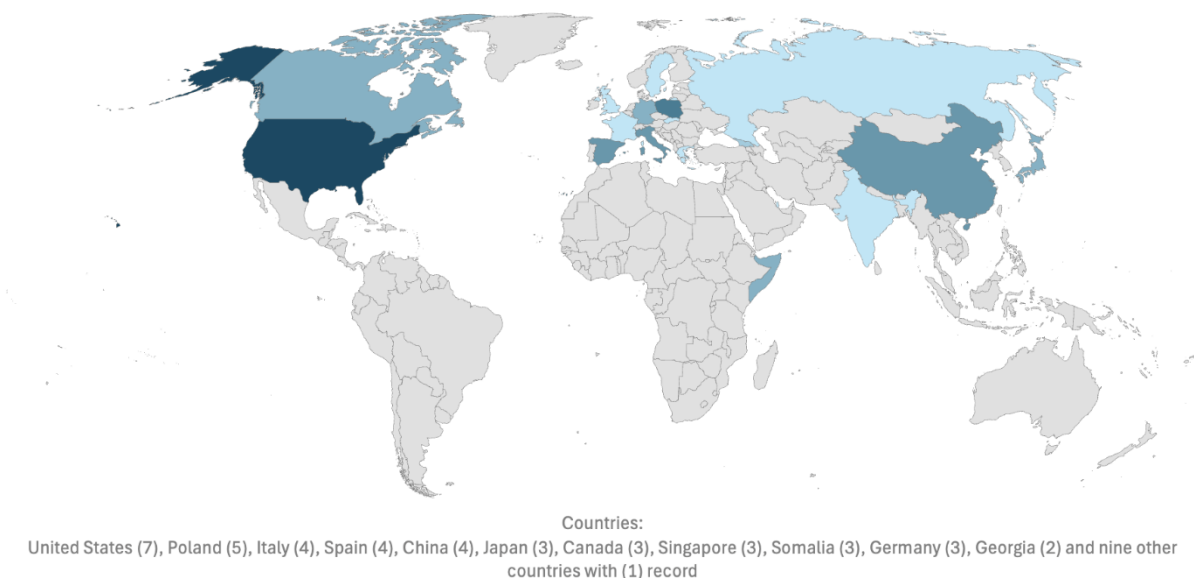 Countries:
United States (7), Poland (5), Italy (4), Spain (4), China (4), Japan (3), Canada (3), Singapore (3), Somalia (3), Germany (3), Georgia (2) and nine other
countries with (1) record